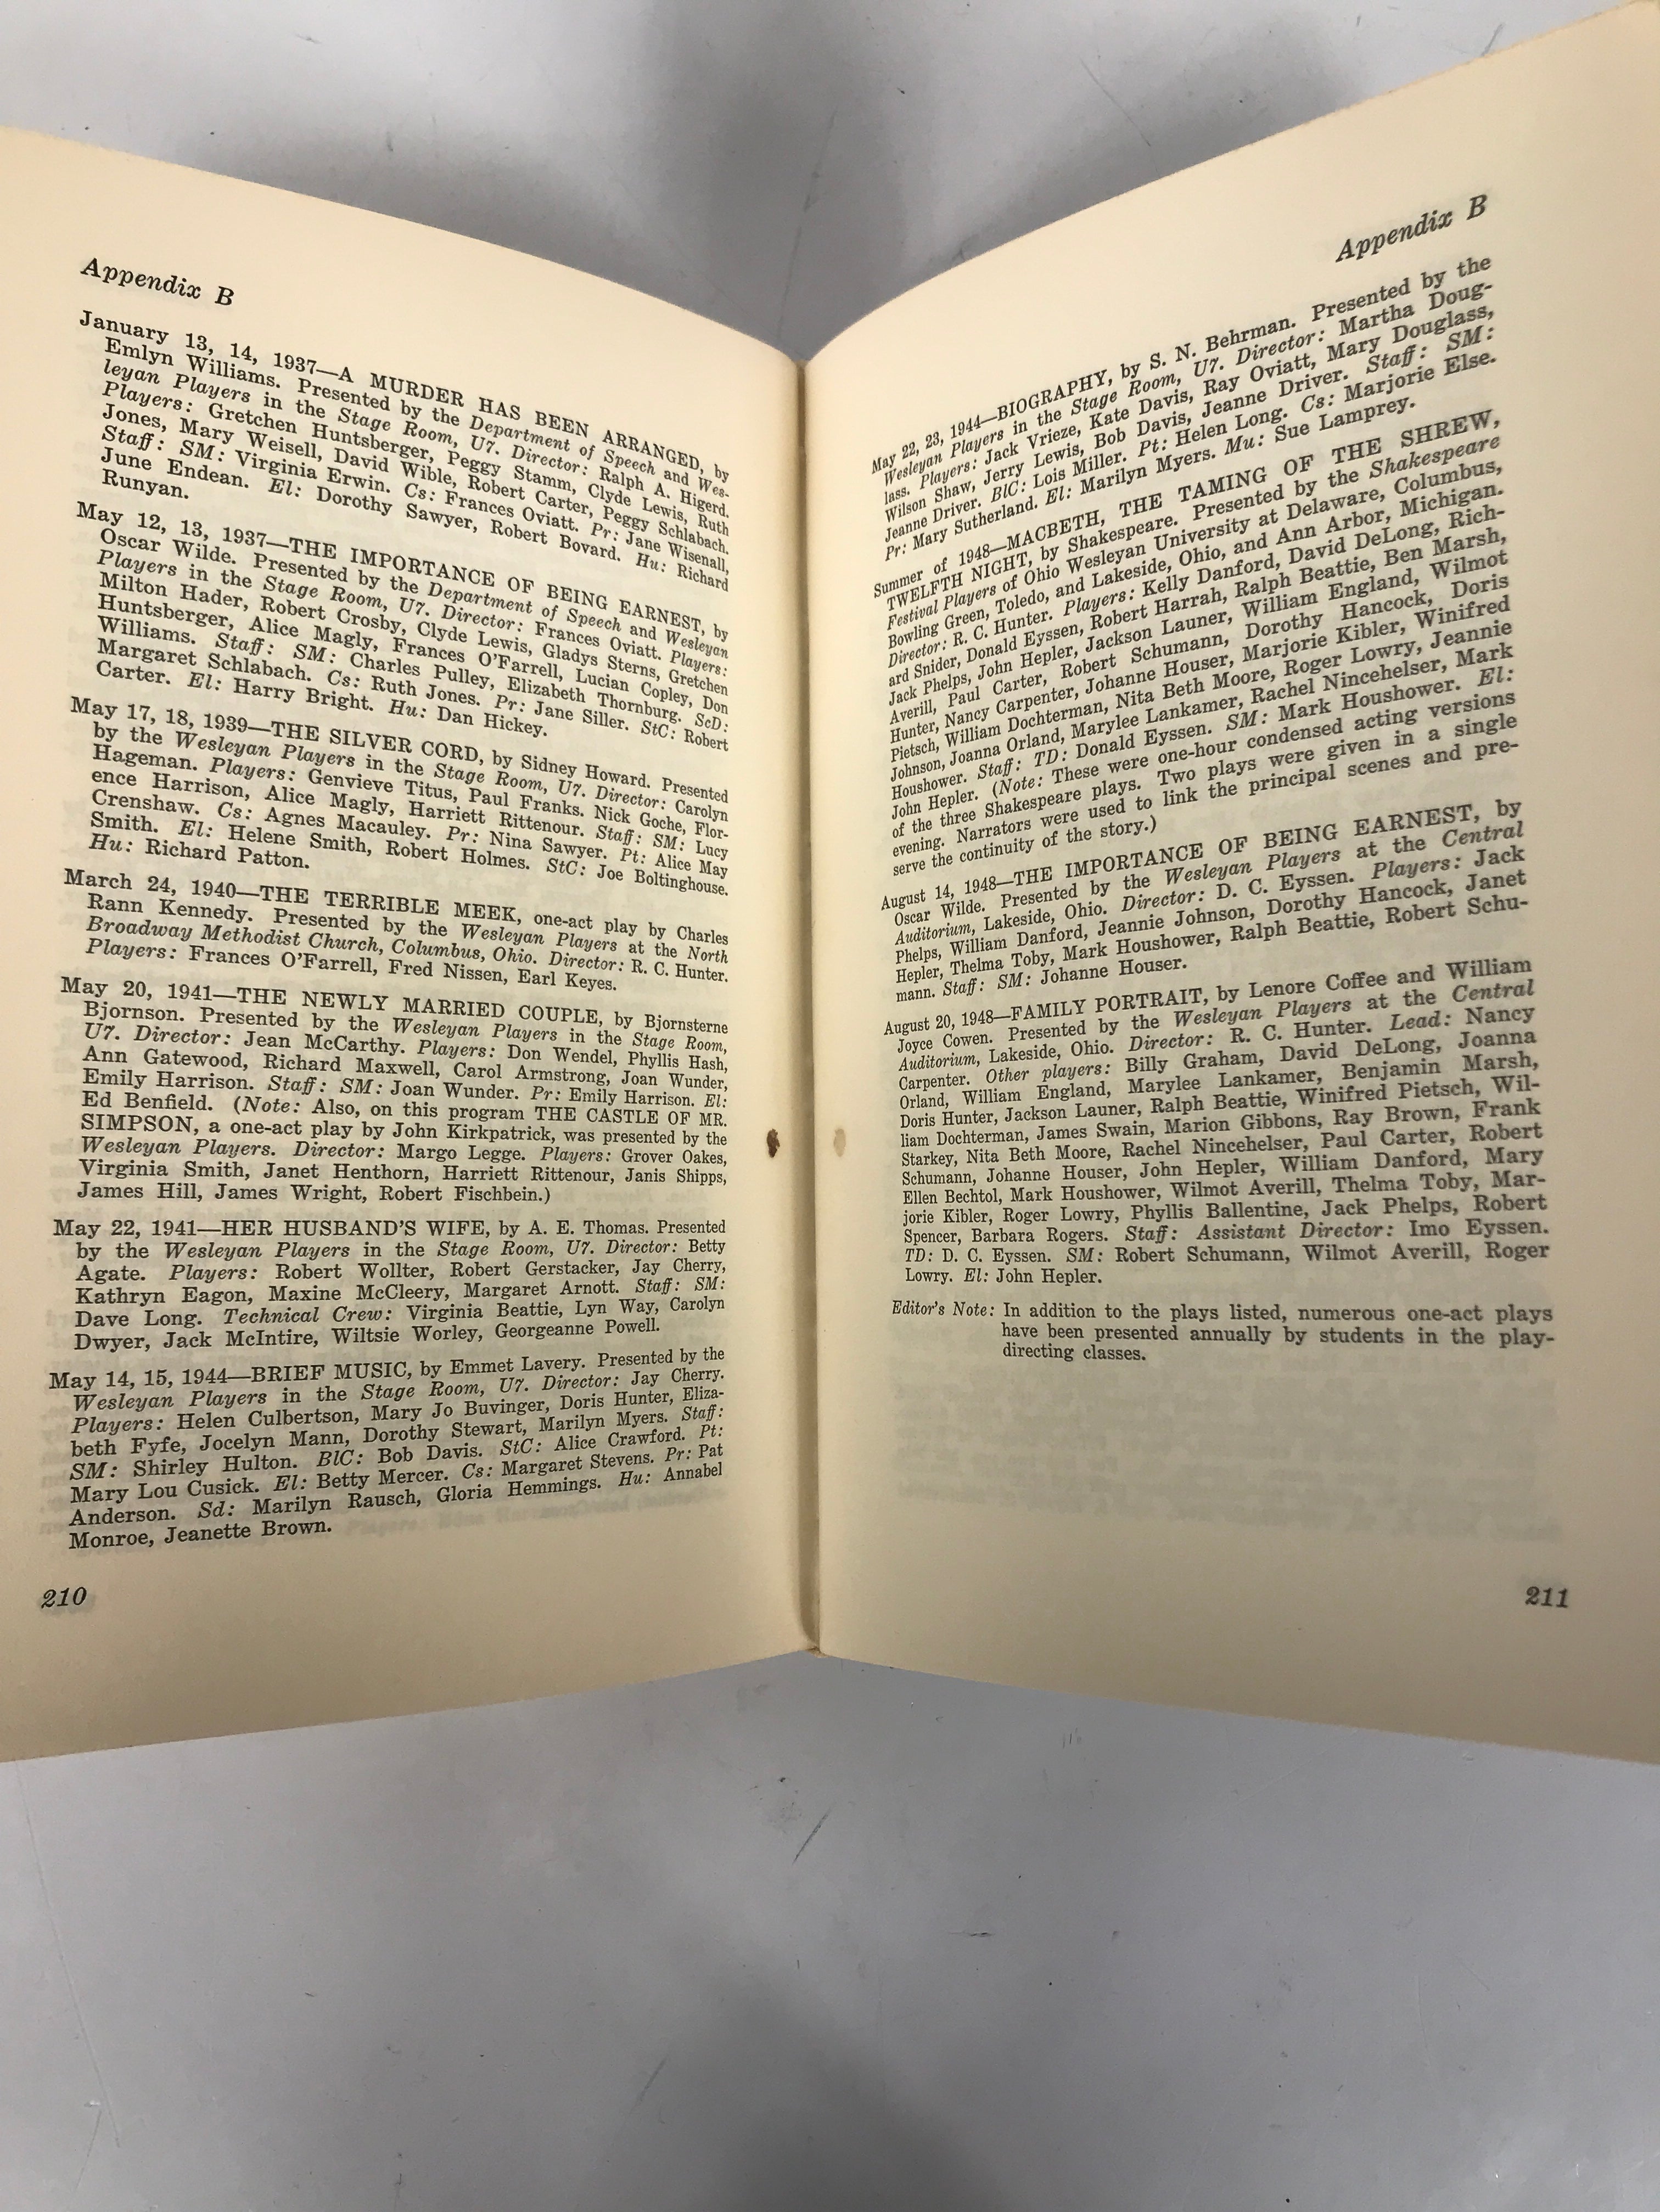 Appendix B
January 13, 14, 1937—A MURDER HAS BEEN ARRANGED, by
Emlyn Williams. Presented by the Department of Speech and Wes-
leyan Players in the Stage Room, U7. Director: Ralph A. Higerd.
Players: Gretchen Huntsberger, Peggy Stamm, Clyde Lewis, Ruth
Jones, Mary Weisell, David Wible, Robert Carter, Peggy Schlabach.
Staff: SM: Virginia Erwin. Cs: Frances Oviatt. Pr: Jane Wisenall,
June Endean. El: Dorothy Sawyer, Robert Bovard. Hu: Richard
Runyan.
May 12, 13, 1937—THE IMPORTANCE OF BEING EARNEST, by
Oscar Wilde. Presented by the Department of Speech and Wesleyan
Players in the Stage Room, U7. Director: Frances Oviatt. Players:
Milton Hader, Robert Crosby, Clyde Lewis, Gladys Sterns, Gretchen
Huntsberger, Alice Magly, Frances O'Farrell, Lucian Copley, Don
Williams. Staff: SM: Charles Pulley, Elizabeth Thornburg. ScD:
Margaret Schlabach. Cs: Ruth Jones. Pr: Jane Siller. StC: Robert
Carter. El: Harry Bright. Hu: Dan Hickey.
May 17, 18, 1939—THE SILVER CORD, by Sidney Howard. Presented
by the Wesleyan Players in the Stage Room, U7. Director: Carolyn
Hageman. Players: Genvieve Titus, Paul Franks. Nick Goche, Flor-
ence Harrison, Alice Magly, Harriett Rittenour. Staff: SM: Lucy
Crenshaw. Cs: Agnes Macauley. Pr: Nina Sawyer. Pt: Alice May
Smith. El: Helene Smith, Robert Holmes. StC: Joe Boltinghouse.
Hu: Richard Patton.
March 24, 1940—THE TERRIBLE MEEK, one-act play by Charles
Rann Kennedy. Presented by the Wesleyan Players at the North
Broadway Methodist Church, Columbus, Ohio. Director: R. C. Hunter.
Players: Frances O'Farrell, Fred Nissen, Earl Keyes.
May 20, 1941—THE NEWLY MARRIED COUPLE, by Bjornsterne
Bjornson. Presented by the Wesleyan Players in the Stage Room,
U7. Director: Jean McCarthy. Players: Don Wendel, Phyllis Hash,
Ann Gatewood, Richard Maxwell, Carol Armstrong, Joan Wunder,
Emily Harrison. Staff: SM: Joan Wunder. Pr: Emily Harrison. El:
Ed Benfield. (Note: Also, on this program THE CASTLE OF MR.
SIMPSON, a one-act play by John Kirkpatrick, was presented by the
Wesleyan Players. Director: Margo Legge. Players: Grover Oakes,
Virginia Smith, Janet Henthorn, Harriett Rittenour, Janis Shipps,
James Hill, James Wright, Robert Fischbein.)
May 22, 1941—HER HUSBAND'S WIFE, by A. E. Thomas. Presented
by the Wesleyan Players in the Stage Room, U7. Director: Betty
Agate. Players: Robert Wollter, Robert Gerstacker, Jay Cherry,
Kathryn Eagon, Maxine McCleery, Margaret Arnott. Staff: SM:
Dave Long. Technical Crew: Virginia Beattie, Lyn Way, Carolyn
Dwyer, Jack McIntire, Wiltsie Worley, Georgeanne Powell.
May 14, 15, 1944—BRIEF MUSIC, by Emmet Lavery. Presented by the
Wesleyan Players in the Stage Room, U7. Director: Jay Cherry.
Players: Helen Culbertson, Mary Jo Buvinger, Doris Hunter, Eliza-
beth Fyfe, Jocelyn Mann, Dorothy Stewart, Marilyn Myers. Staff:
SM: Shirley Hulton. BlC: Bob Davis. StC: Alice Crawford. Pt:
Mary Lou Cusick. El: Betty Mercer. Cs: Margaret Stevens. Pr: Pat
Anderson. Sd: Marilyn Rausch, Gloria Hemmings. Hu: Annabel
Monroe, Jeanette Brown.
210
Appendix B
May 22, 23, 1944—BIOGRAPHY, by S. N. Behrman. Presented by the
Wesleyan Players in the Stage Room, U7. Director: Martha Doug-
lass. Players: Jack Vrieze, Kate Davis, Ray Oviatt, Mary Douglass,
Wilson Shaw, Jerry Lewis, Bob Davis, Jeanne Driver. Staff: SM:
Jeanne Driver. BlC: Lois Miller. Pt: Helen Long. Cs: Marjorie Else.
Pr: Mary Sutherland. El: Marilyn Myers. Mu: Sue Lamprey.
Summer of 1948—MACBETH, THE TAMING OF THE SHREW,
TWELFTH NIGHT, by Shakespeare. Presented by the Shakespeare
Festival Players of Ohio Wesleyan University at Delaware, Columbus,
Bowling Green, Toledo, and Lakeside, Ohio, and Ann Arbor, Michigan.
Director: R. C. Hunter. Players: Kelly Danford, David DeLong, Rich-
ard Snider, Donald Eyssen, Robert Harrah, Ralph Beattie, Ben Marsh,
Jack Phelps, John Hepler, Jackson Launer, William England, Wilmot
Averill, Paul Carter, Robert Schumann, Dorothy Hancock, Doris
Hunter, Nancy Carpenter, Johanne Houser, Marjorie Kibler, Winifred
Pietsch, William Dochterman, Nita Beth Moore, Roger Lowry, Jeannie
Johnson, Joanna Orland, Marylee Lankamer, Rachel Nincehelser, Mark
Houshower. Staff: TD: Donald Eyssen. SM: Mark Houshower. El:
John Hepler. (Note: These were one-hour condensed acting versions
of the three Shakespeare plays. Two plays were given in a single
evening. Narrators were used to link the principal scenes and pre-
serve the continuity of the story.)
August 14, 1948—THE IMPORTANCE OF BEING EARNEST, by
Oscar Wilde. Presented by the Wesleyan Players at the Central
Auditorium, Lakeside, Ohio. Director: D. C. Eyssen. Players: Jack
Phelps, William Danford, Jeannie Johnson, Dorothy Hancock, Janet
Hepler, Thelma Toby, Mark Houshower, Ralph Beattie, Robert Schu-
mann. Staff: SM: Johanne Houser.
August 20, 1948—FAMILY PORTRAIT, by Lenore Coffee and William
Joyce Cowen. Presented by the Wesleyan Players at the Central
Auditorium, Lakeside, Ohio. Director: R. C. Hunter. Lead: Nancy
Carpenter. Other players: Billy Graham, David DeLong, Joanna
Orland, William England, Marylee Lankamer, Benjamin Marsh,
Doris Hunter, Jackson Launer, Ralph Beattie, Winifred Pietsch, Wil-
liam Dochterman, James Swain, Marion Gibbons, Ray Brown, Frank
Starkey, Nita Beth Moore, Rachel Nincehelser, Paul Carter, Robert
Schumann, Johanne Houser, John Hepler, William Danford, Mary
Ellen Bechtol, Mark Houshower, Wilmot Averill, Thelma Toby, Mar-
jorie Kibler, Roger Lowry, Phyllis Ballentine, Jack Phelps, Robert
Spencer, Barbara Rogers. Staff: Assistant Director: Imo Eyssen.
TD: D. C. Eyssen. SM: Robert Schumann, Wilmot Averill, Roger
Lowry. El: John Hepler.
Editor's Note: In addition to the plays listed, numerous one-act plays
have been presented annually by students in the play-
directing classes.
211